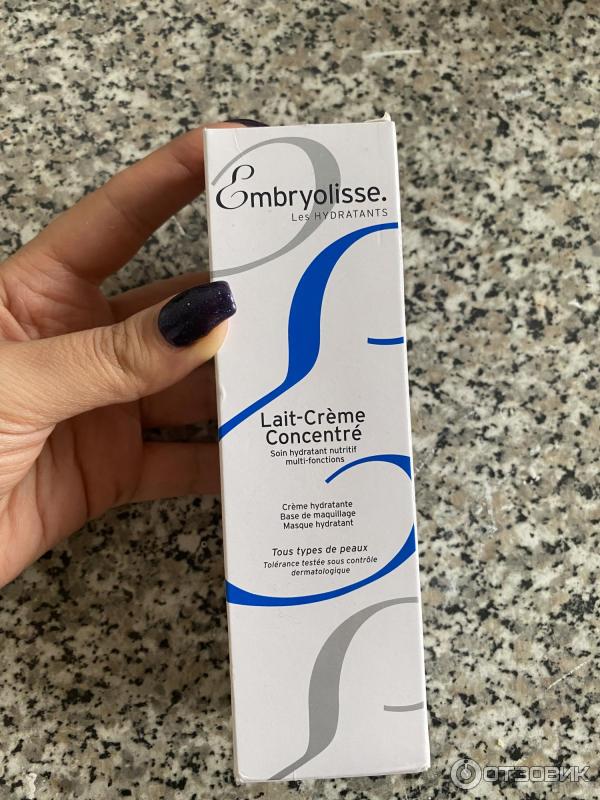 Embryolisse.
Les HYDRATANTS
Lait-Crème
Concentré
Soin hydratant nutritif
multi-fonctions
Crème hydratante
Base de maquillage
Masque hydratant
Tous types de peaux
Tolérance testée sous contrôle
dermatologique
ОТЗОВИК